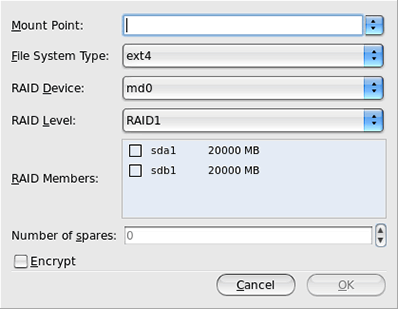 Mount Point:
File System Type: ext4
RAID Device: md0
RAID Level: RAID1
RAID Members:
sda1 20000 MB
sdb1 20000 MB
Number of spares: 0
Encrypt
Cancel OK